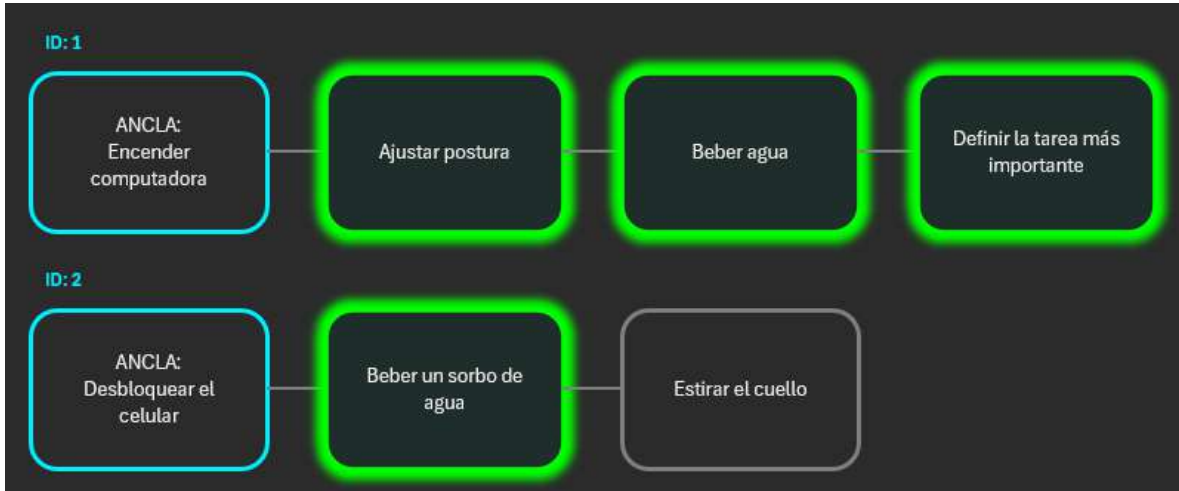 ID: 1
ANCLA:
Encender
computadora
Ajustar postura
Beber agua
Definir la tarea más
importante
ID: 2
ANCLA:
Desbloquear el
celular
Beber un sorbo de
agua
Estirar el cuello